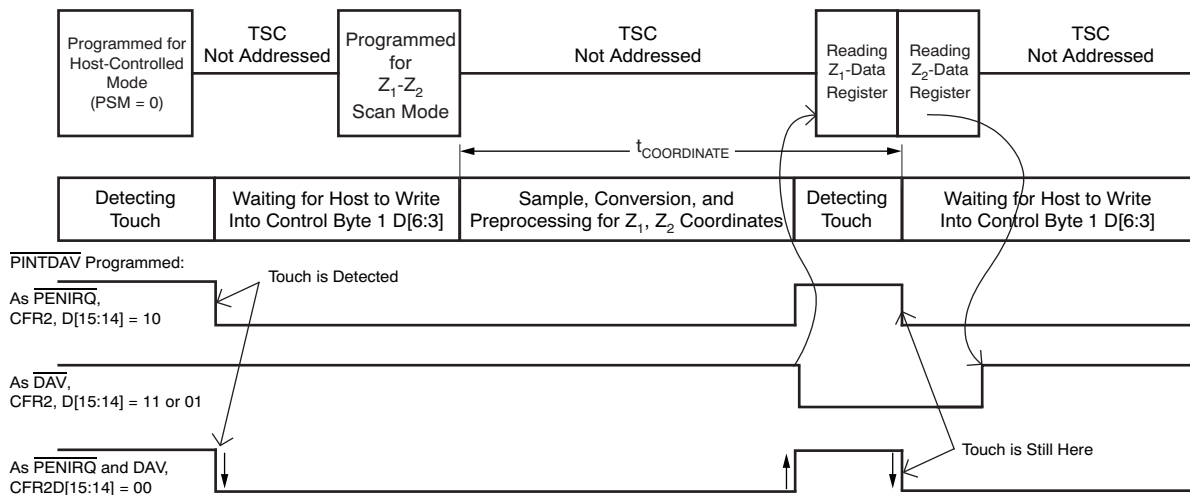 Programmed for
Host-Controlled
Mode
(PSM = 0)
TSC
Not Addressed
Programmed
for
Z1-Z2
Scan Mode
TSC
Not Addressed
Reading
Z1-Data
Register
Reading
Z2-Data
Register
TSC
Not Addressed
tCOORDINATE
Detecting
Touch
Waiting for Host to Write
Into Control Byte 1 D[6:3]
Sample, Conversion, and
Preprocessing for Z1, Z2 Coordinates
Detecting
Touch
Waiting for Host to Write
Into Control Byte 1 D[6:3]
PINTDAV Programmed:
Touch is Detected
As PENIRQ,
CFR2, D[15:14] = 10
As DAV,
CFR2, D[15:14] = 11 or 01
Touch is Still Here
As PENIRQ and DAV,
CFR2D[15:14] = 00